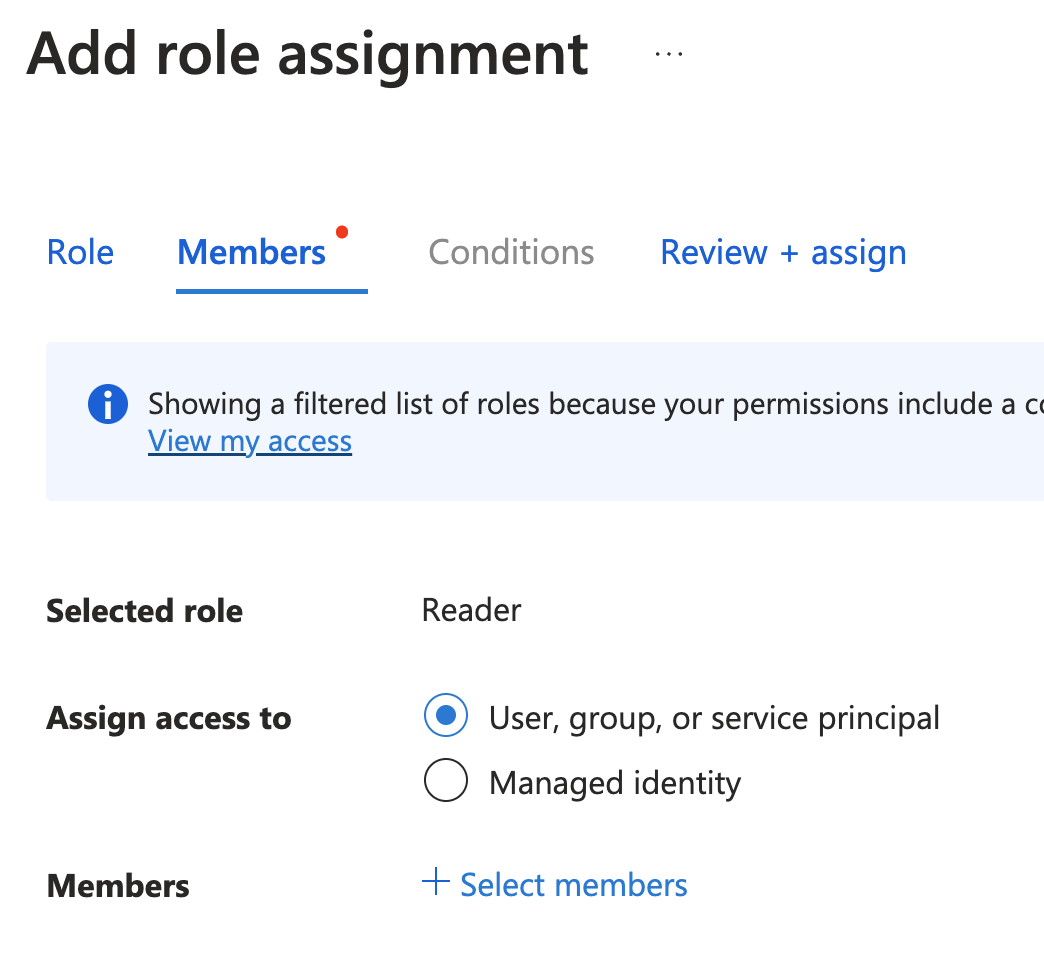 Add role assignment ...
Role Members Conditions Review + assign
Showing a filtered list of roles because your permissions include a
View my access
Selected role Reader
Assign access to User, group, or service principal
Managed identity
Members + Select members